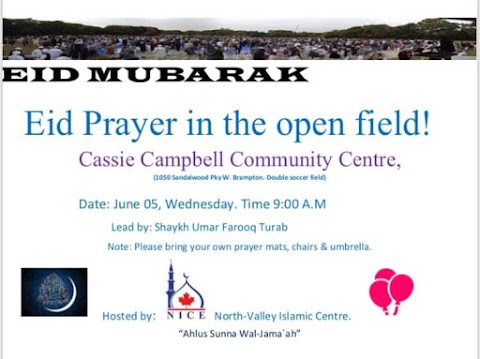 EID MUBARAK
Eid Prayer in the open field!
Cassie Campbell Community Centre,
(1050 Sandalwood Pky W. Brampton. Double soccer field)
Date: June 05, Wednesday. Time 9:00 A.M
Lead by: Shaykh Umar Farooq Turab
Note: Please bring your own prayer mats, chairs & umbrella.
NICE
Hosted by: North-Valley Islamic Centre.
“Ahlus Sunna Wal-Jama`ah”